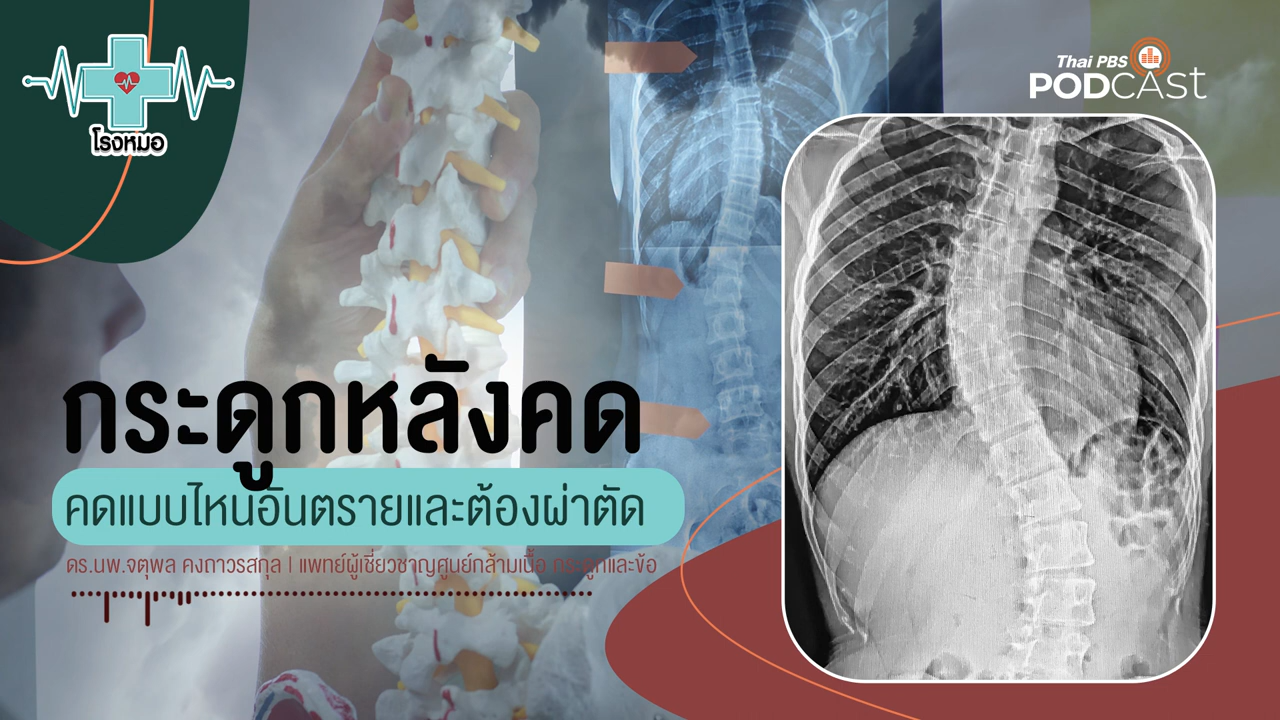 โรงหมอ
Thai PBS
PODCAst
กระดูกหลังคด
คดแบบไหนอันตรายและต้องผ่าตัด
ดร.นพ.จตุพล คงถาวรสกุล | แพทย์ผู้เชี่ยวชาญศูนย์กล้ามเนื้อ กระดูกและข้อ